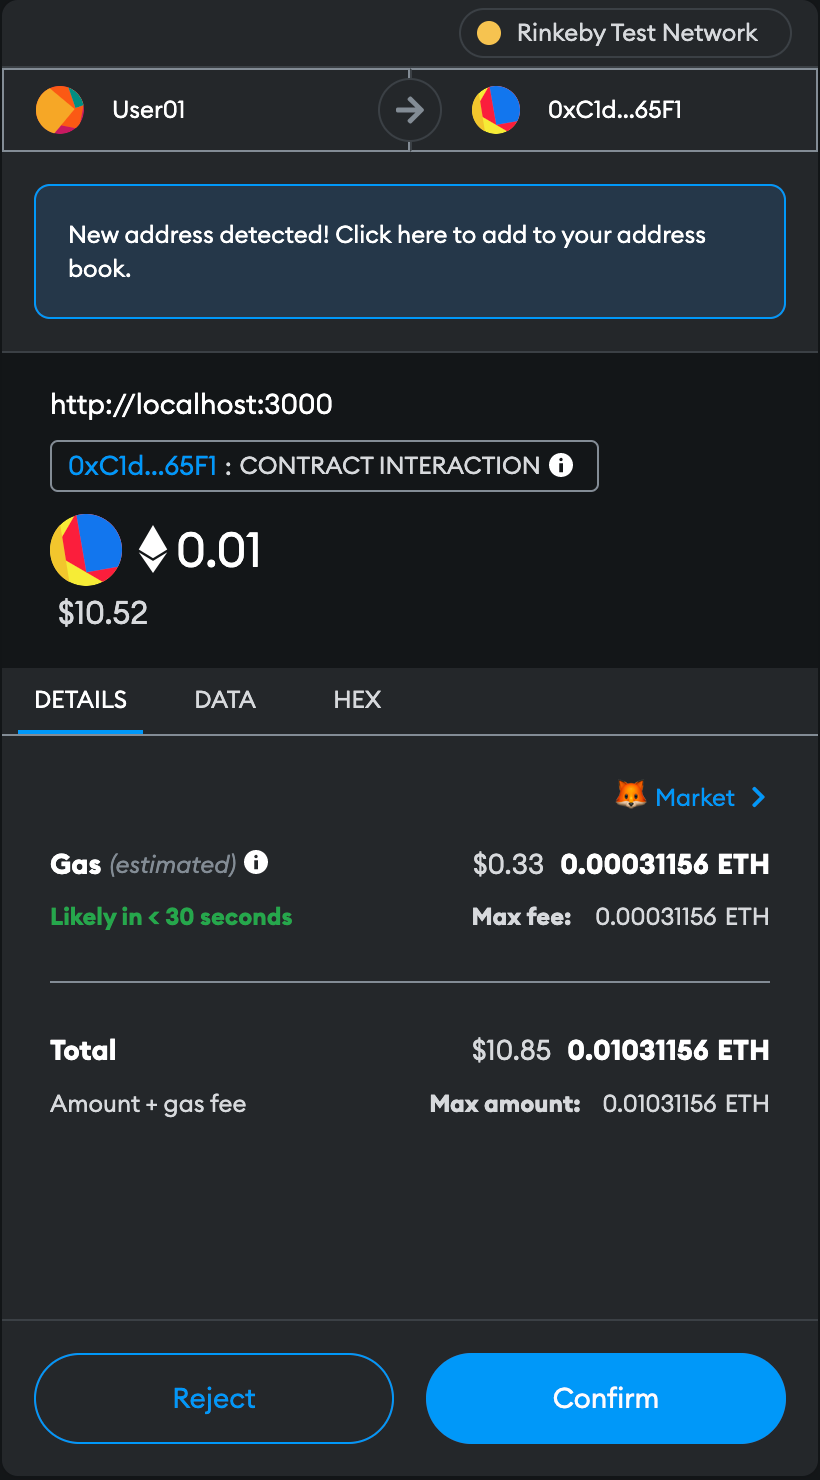 Rinkeby Test Network
User01
0xC1d...65F1
New address detected! Click here to add to your address
book.
http://localhost:3000
0xC1d...65F1 : CONTRACT INTERACTION
0.01
$10.52
DETAILS DATA HEX
Market
Gas (estimated) $0.33 0.00031156 ETH
Likely in < 30 seconds Max fee: 0.00031156 ETH
Total $10.85 0.01031156 ETH
Amount + gas fee Max amount: 0.01031156 ETH
Reject Confirm